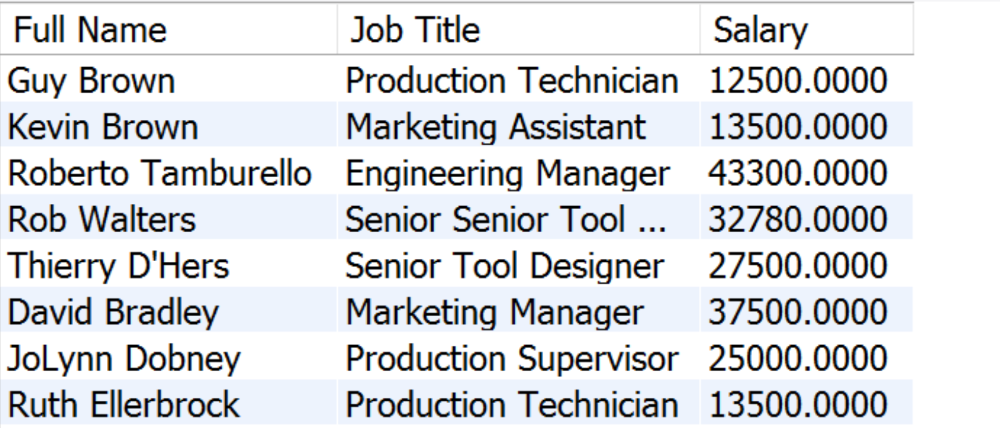 Full Name Job Title Salary
Guy Brown Production Technician 12500.0000
Kevin Brown Marketing Assistant 13500.0000
Roberto Tamburello Engineering Manager 43300.0000
Rob Walters Senior Senior Tool ... 32780.0000
Thierry D'Hers Senior Tool Designer 27500.0000
David Bradley Marketing Manager 37500.0000
JoLynn Dobney Production Supervisor 25000.0000
Ruth Ellerbrock Production Technician 13500.0000